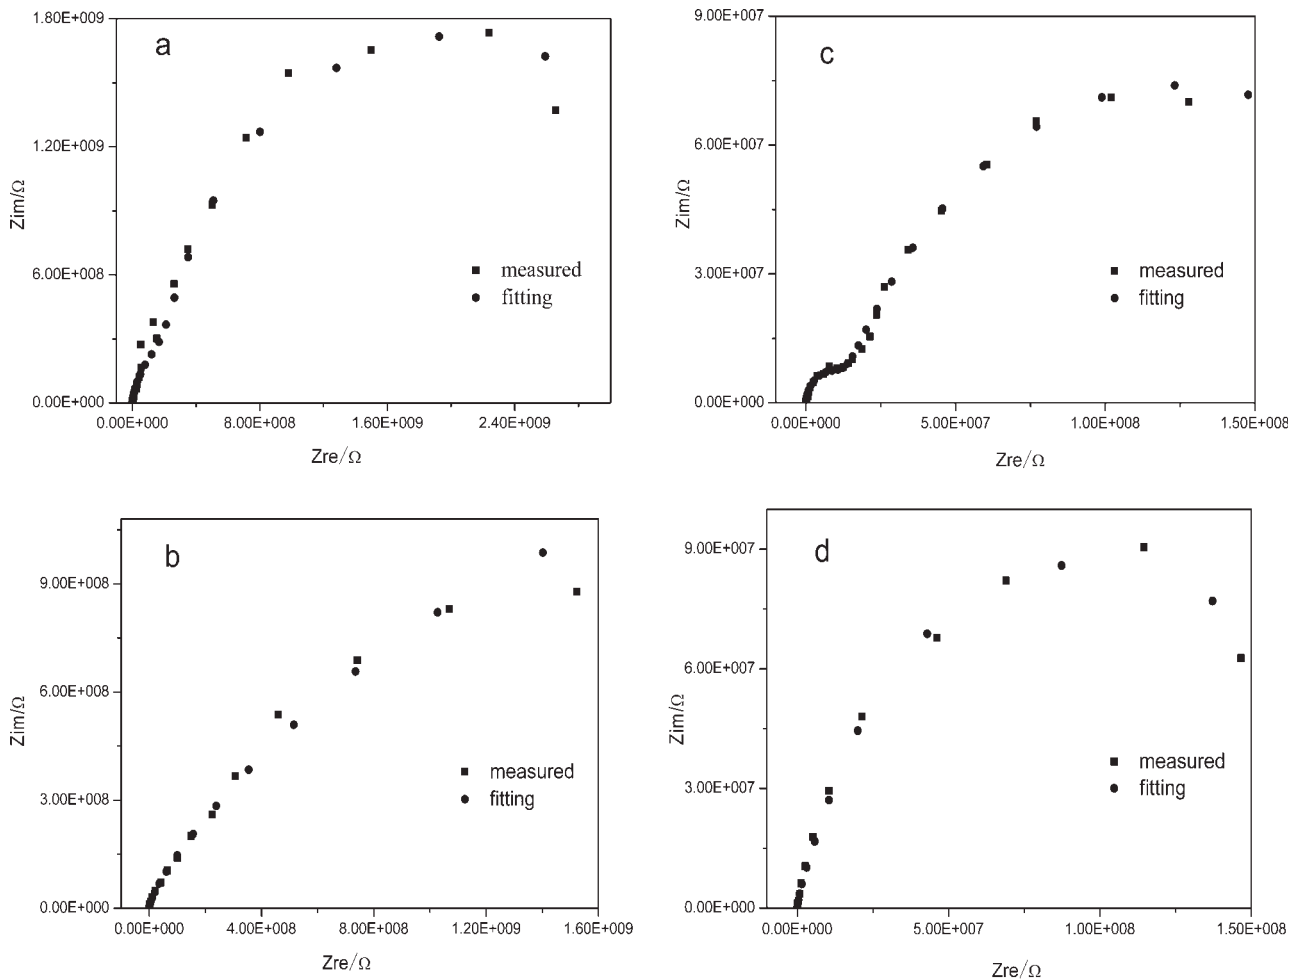 a
1.80E+009
1.20E+009
6.00E+008
0.00E+000
Zim/Ω
measured
fitting
0.00E+000 8.00E+008 1.60E+009 2.40E+009
Zre/Ω
c
9.00E+007
6.00E+007
3.00E+007
0.00E+000
Zim/Ω
measured
fitting
0.00E+000 5.00E+007 1.00E+008 1.50E+008
Zre/Ω
b
9.00E+008
6.00E+008
3.00E+008
0.00E+000
Zim/Ω
measured
fitting
0.00E+000 4.00E+008 8.00E+008 1.20E+009 1.60E+009
Zre/Ω
d
9.00E+007
6.00E+007
3.00E+007
0.00E+000
Zim/Ω
measured
fitting
0.00E+000 5.00E+007 1.00E+008 1.50E+008
Zre/Ω